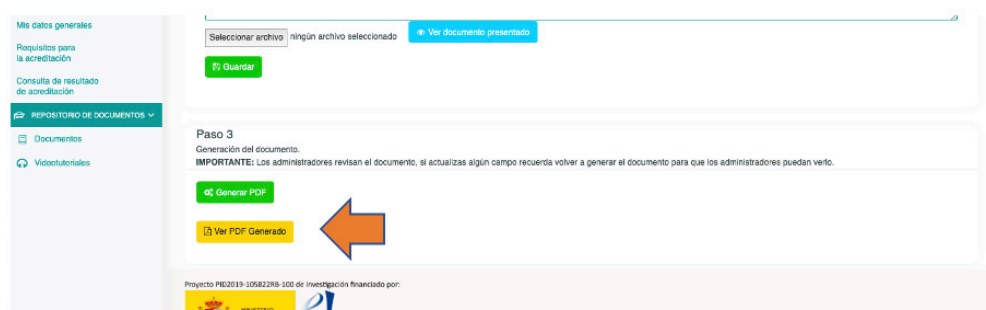 Mis datos generales
Requisitos para
la acreditación
Consulta de resultado
de acreditación
REPOSITORIO DE DOCUMENTOS
Documentos
Videotutoriales
Seleccionar archivo ningún archivo seleccionado
Ver documento presentado
Guardar
Paso 3
Generación del documento.
IMPORTANTE: Los administradores revisan el documento, si actualizas algún campo recuerda volver a generar el documento para que los administradores puedan verlo.
Generar PDF
Ver PDF Generado
Proyecto PID2019-105822RB-100 de investigación financiado por: